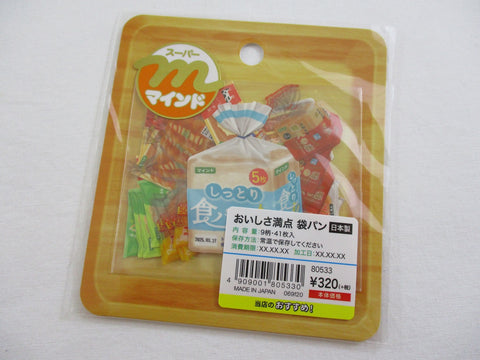 スーパー
マインド
マインド
5枚
しっとり
食パ
おいしさ満点 袋パン 日本製
内容量: 9柄・41枚入
保存方法: 常温で保存してください
消費期限: XX.XX.XX 加工日: XX.XX.XX
80533
¥320(+税)
本体価格
4 909001 805330
MADE IN JAPAN 069f20
当店のおすすめ!